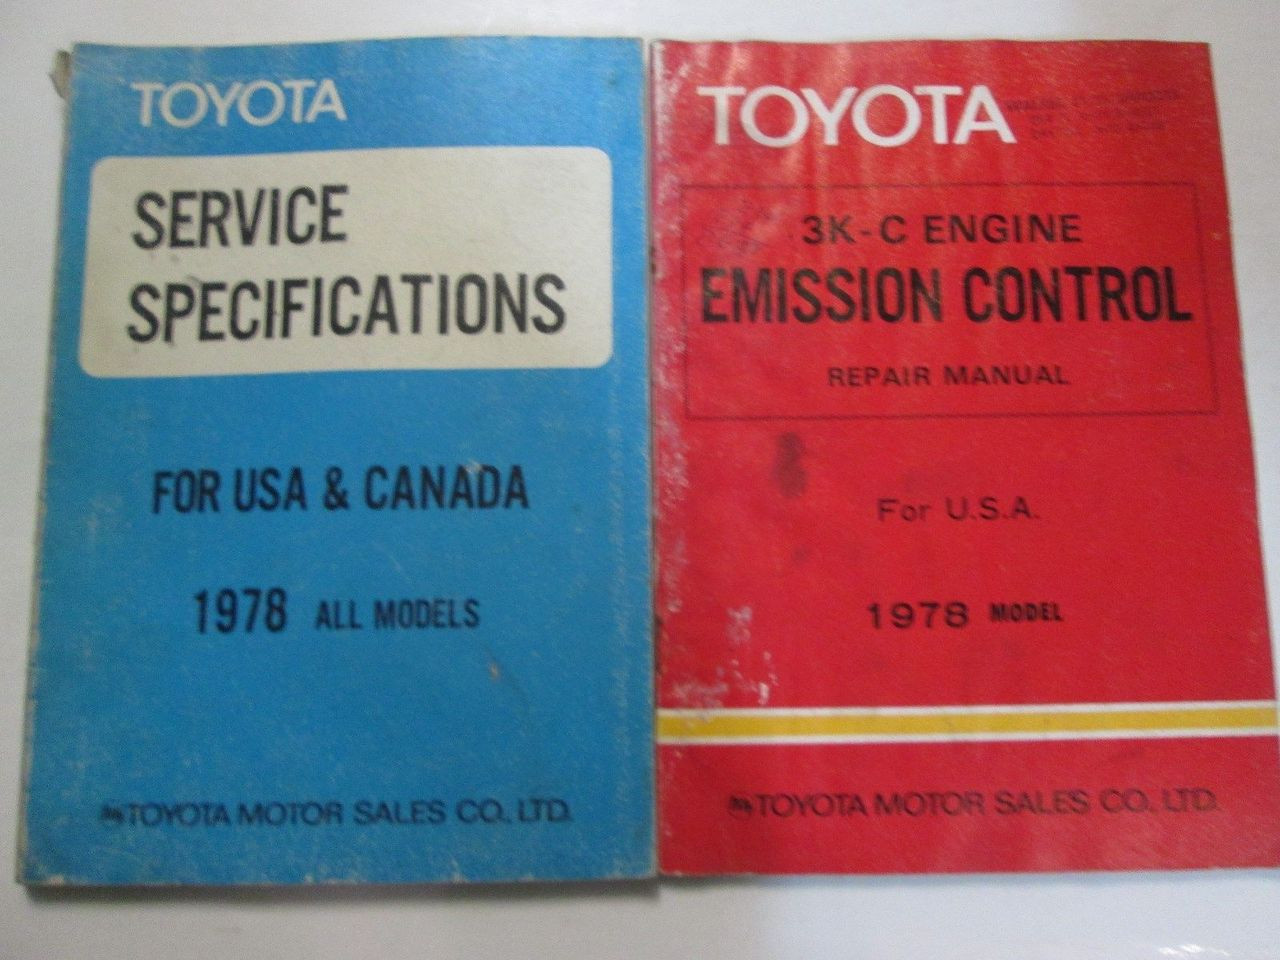 TOYOTA
SERVICE
SPECIFICATIONS
FOR USA & CANADA
1978 ALL MODELS
TOYOTA MOTOR SALES CO., LTD.
TOYOTA
3K-C ENGINE
EMISSION CONTROL
REPAIR MANUAL
For U.S.A.
1978 MODEL
TOYOTA MOTOR SALES CO., LTD.